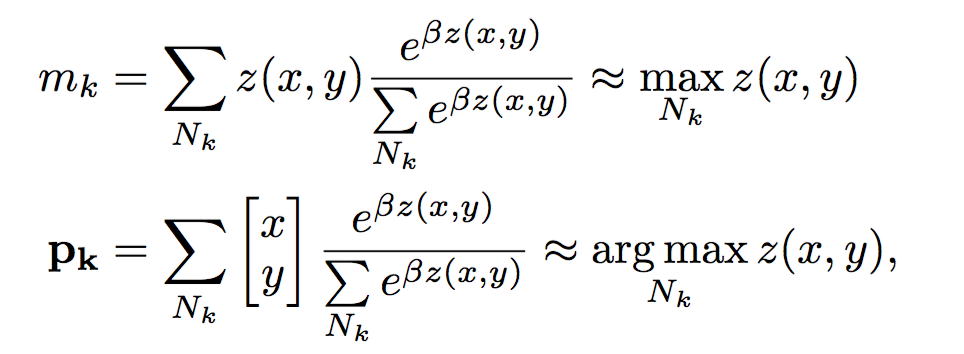 m_k = \sum_{N_k} z(x, y) \frac{e^{\beta z(x,y)}}{\sum_{N_k} e^{\beta z(x,y)}} \approx \max_{N_k} z(x, y)
\mathbf{p_k} = \sum_{N_k} \begin{bmatrix} x \\ y \end{bmatrix} \frac{e^{\beta z(x,y)}}{\sum_{N_k} e^{\beta z(x,y)}} \approx \arg\max_{N_k} z(x, y),